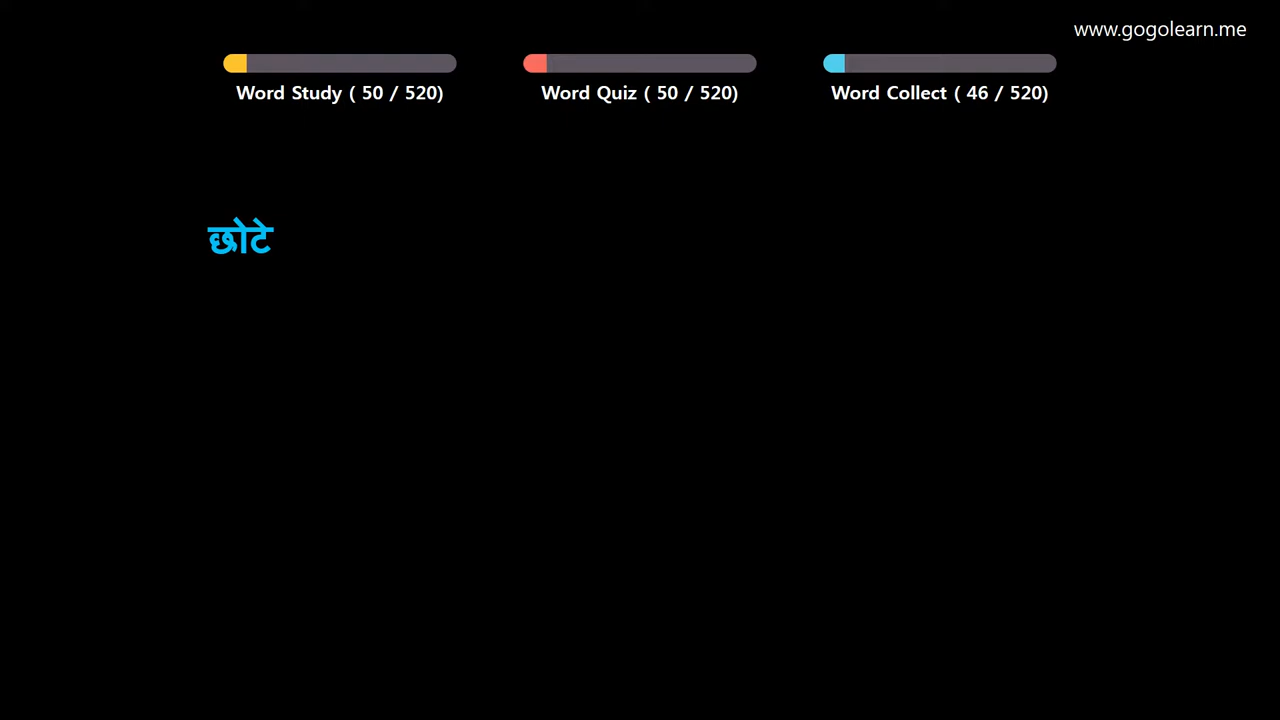 www.gogolearn.me
Word Study ( 50 / 520)
Word Quiz ( 50 / 520)
Word Collect ( 46 / 520)
छोटे